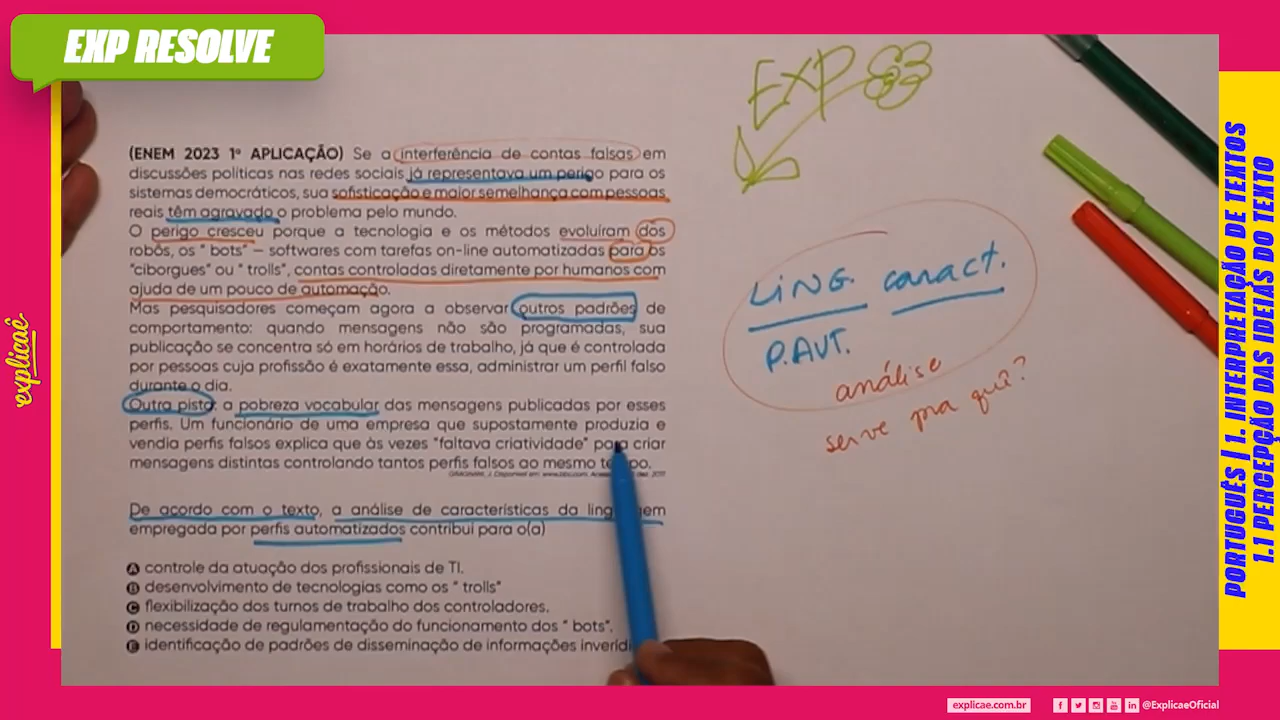 EXP RESOLVE
EXP 83
(ENEM 2023 1º APLICAÇÃO) Se a interferência de contas falsas em
discussões políticas nas redes sociais já representava um perigo para os
sistemas democráticos, sua sofisticação e maior semelhança com pessoas
reais têm agravado o problema pelo mundo.
O perigo cresceu porque a tecnologia e os métodos evoluíram dos
robôs, os " bots" – softwares com tarefas on-line automatizadas para os
"ciborgues" ou " trolls", contas controladas diretamente por humanos com
ajuda de um pouco de automação.
Mas pesquisadores começam agora a observar outros padrões de
comportamento: quando mensagens não são programadas, sua
publicação se concentra só em horários de trabalho, já que é controlada
por pessoas cuja profissão é exatamente essa, administrar um perfil falso
durante o dia.
Outra pista: a pobreza vocabular das mensagens publicadas por esses
perfis. Um funcionário de uma empresa que supostamente produzia e
vendia perfis falsos explica que às vezes "faltava criatividade" para criar
mensagens distintas controlando tantos perfis falsos ao mesmo tempo.
De acordo com o texto, a análise de características da linguagem
empregada por perfis automatizados contribui para o(a)
A controle da atuação dos profissionais de TI.
B desenvolvimento de tecnologias como os " trolls"
C flexibilização dos turnos de trabalho dos controladores.
D necessidade de regulamentação do funcionamento dos " bots".
E identificação de padrões de disseminação de informações inverídi
LING. caract.
P.AUT.
análise
serve pra quê?
explicaê
PORTUGUÊS | 1. INTERPRETAÇÃO DE TEXTOS
1.1 PERCEPÇÃO DAS IDEIAS DO TEXTO
explicae.com.br
@ExplicaeOficial